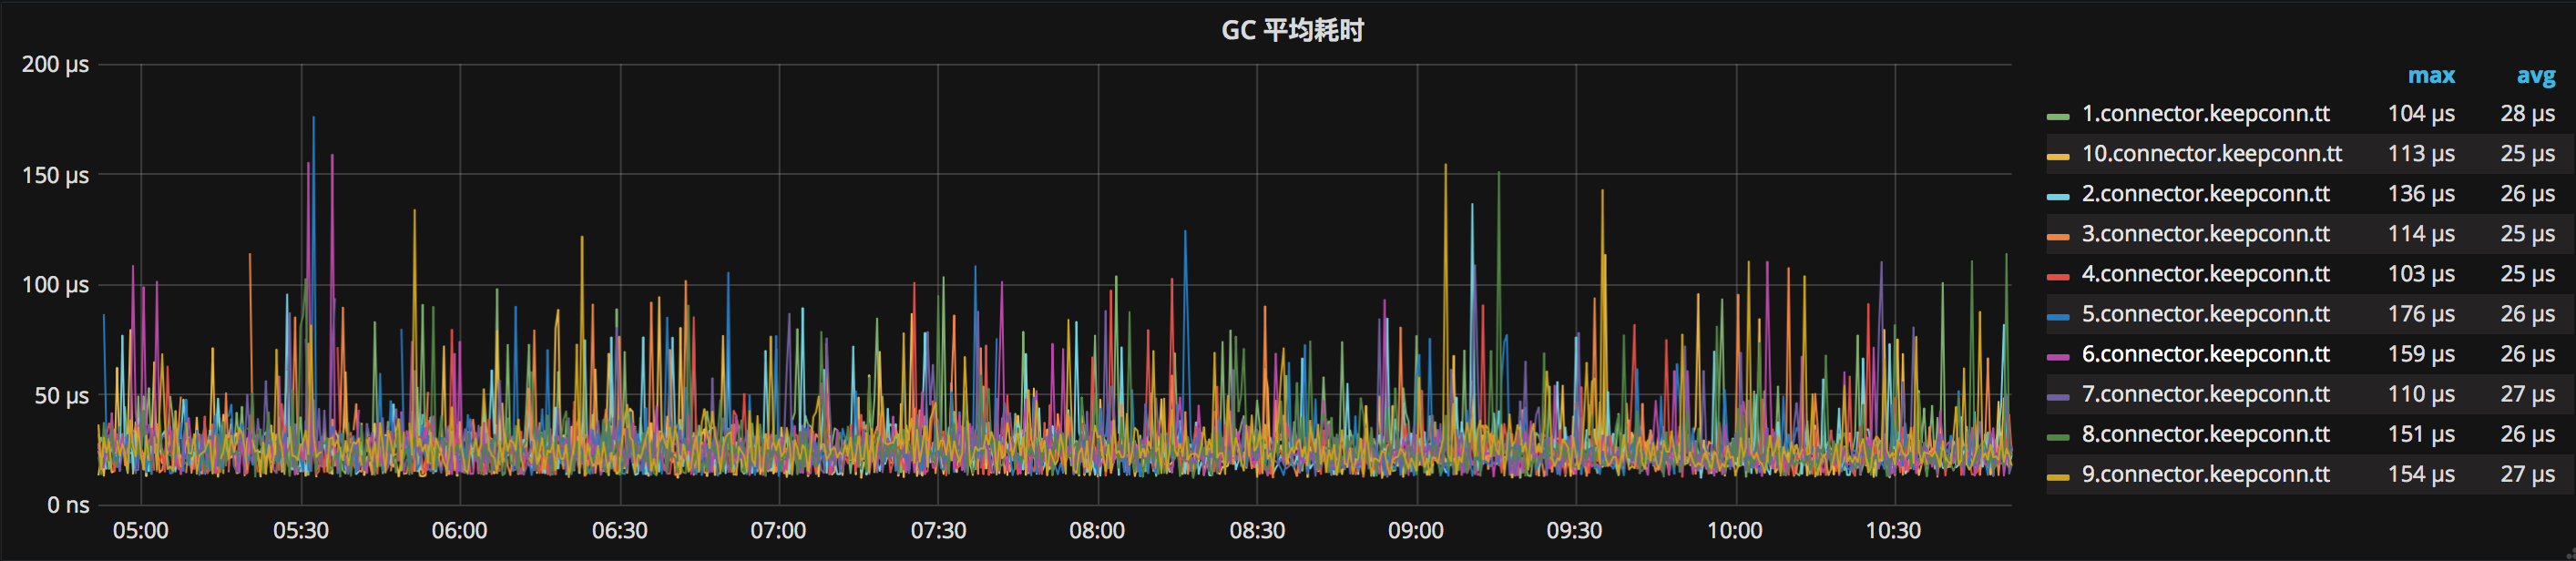 GC 平均耗时
200 µs
150 µs
100 µs
50 µs
0 ns
05:00 05:30 06:00 06:30 07:00 07:30 08:00 08:30 09:00 09:30 10:00 10:30
max avg
1.connector.keepconn.tt 104 µs 28 µs
10.connector.keepconn.tt 113 µs 25 µs
2.connector.keepconn.tt 136 µs 26 µs
3.connector.keepconn.tt 114 µs 25 µs
4.connector.keepconn.tt 103 µs 25 µs
5.connector.keepconn.tt 176 µs 26 µs
6.connector.keepconn.tt 159 µs 26 µs
7.connector.keepconn.tt 110 µs 27 µs
8.connector.keepconn.tt 151 µs 26 µs
9.connector.keepconn.tt 154 µs 27 µs